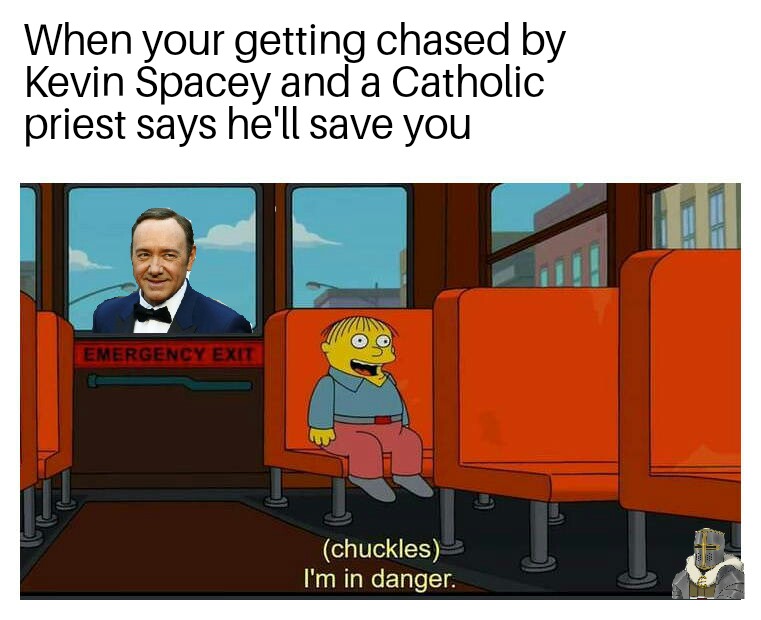 When your getting chased by
Kevin Spacey and a Catholic
priest says he'll save you
EMERGENCY EXIT
(chuckles)
I'm in danger.